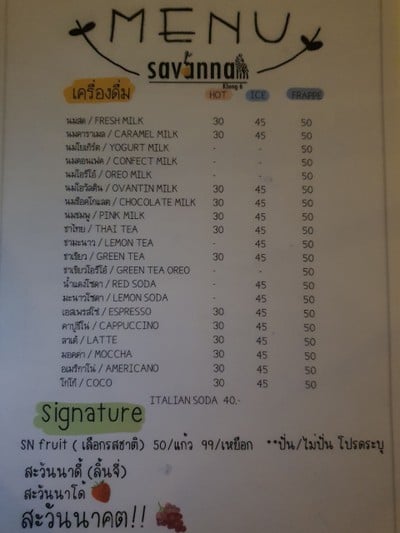 MENU
savanna
Klong 6
เครื่องดื่ม HOT ICE FRAPPE
นมสด / FRESH MILK 30 45 50
นมคาราเมล / CARAMEL MILK 30 45 50
นมโยเกิร์ต / YOGURT MILK - - 50
นมคอนเฟค / CONFECT MILK - - 50
นมโอรีโอ้ / OREO MILK - - 50
นมโอวัลติน / OVANTIN MILK 30 45 50
นมช็อคโกแลต / CHOCOLATE MILK 30 45 50
นมชมพู / PINK MILK 30 45 50
ชาไทย / THAI TEA 30 45 50
ชามะนาว / LEMON TEA - 45 50
ชาเขียว / GREEN TEA 30 45 50
ชาเขียวโอรีโอ้ / GREEN TEA OREO - - 50
น้ำแดงโซดา / RED SODA - 45 50
มะนาวโซดา / LEMON SODA - 45 50
เอสเพรสโซ่ / ESPRESSO 30 45 50
คาปูชิโน่ / CAPPUCCINO 30 45 50
ลาเต้ / LATTE 30 45 50
มอคค่า / MOCCHA 30 45 50
อเมริกาโน่ / AMERICANO 30 45 50
โกโก้ / COCO 30 45 50
ITALIAN SODA 40.-
Signature
SN fruit ( เลือกรสชาติ) 50/แก้ว 99/เหยือก **ปั่น/ไม่ปั่น โปรดระบุ
สะวันนาดี้ (ลิ้นจี่)
สะวันนาโด้
สะวันนาคต!!